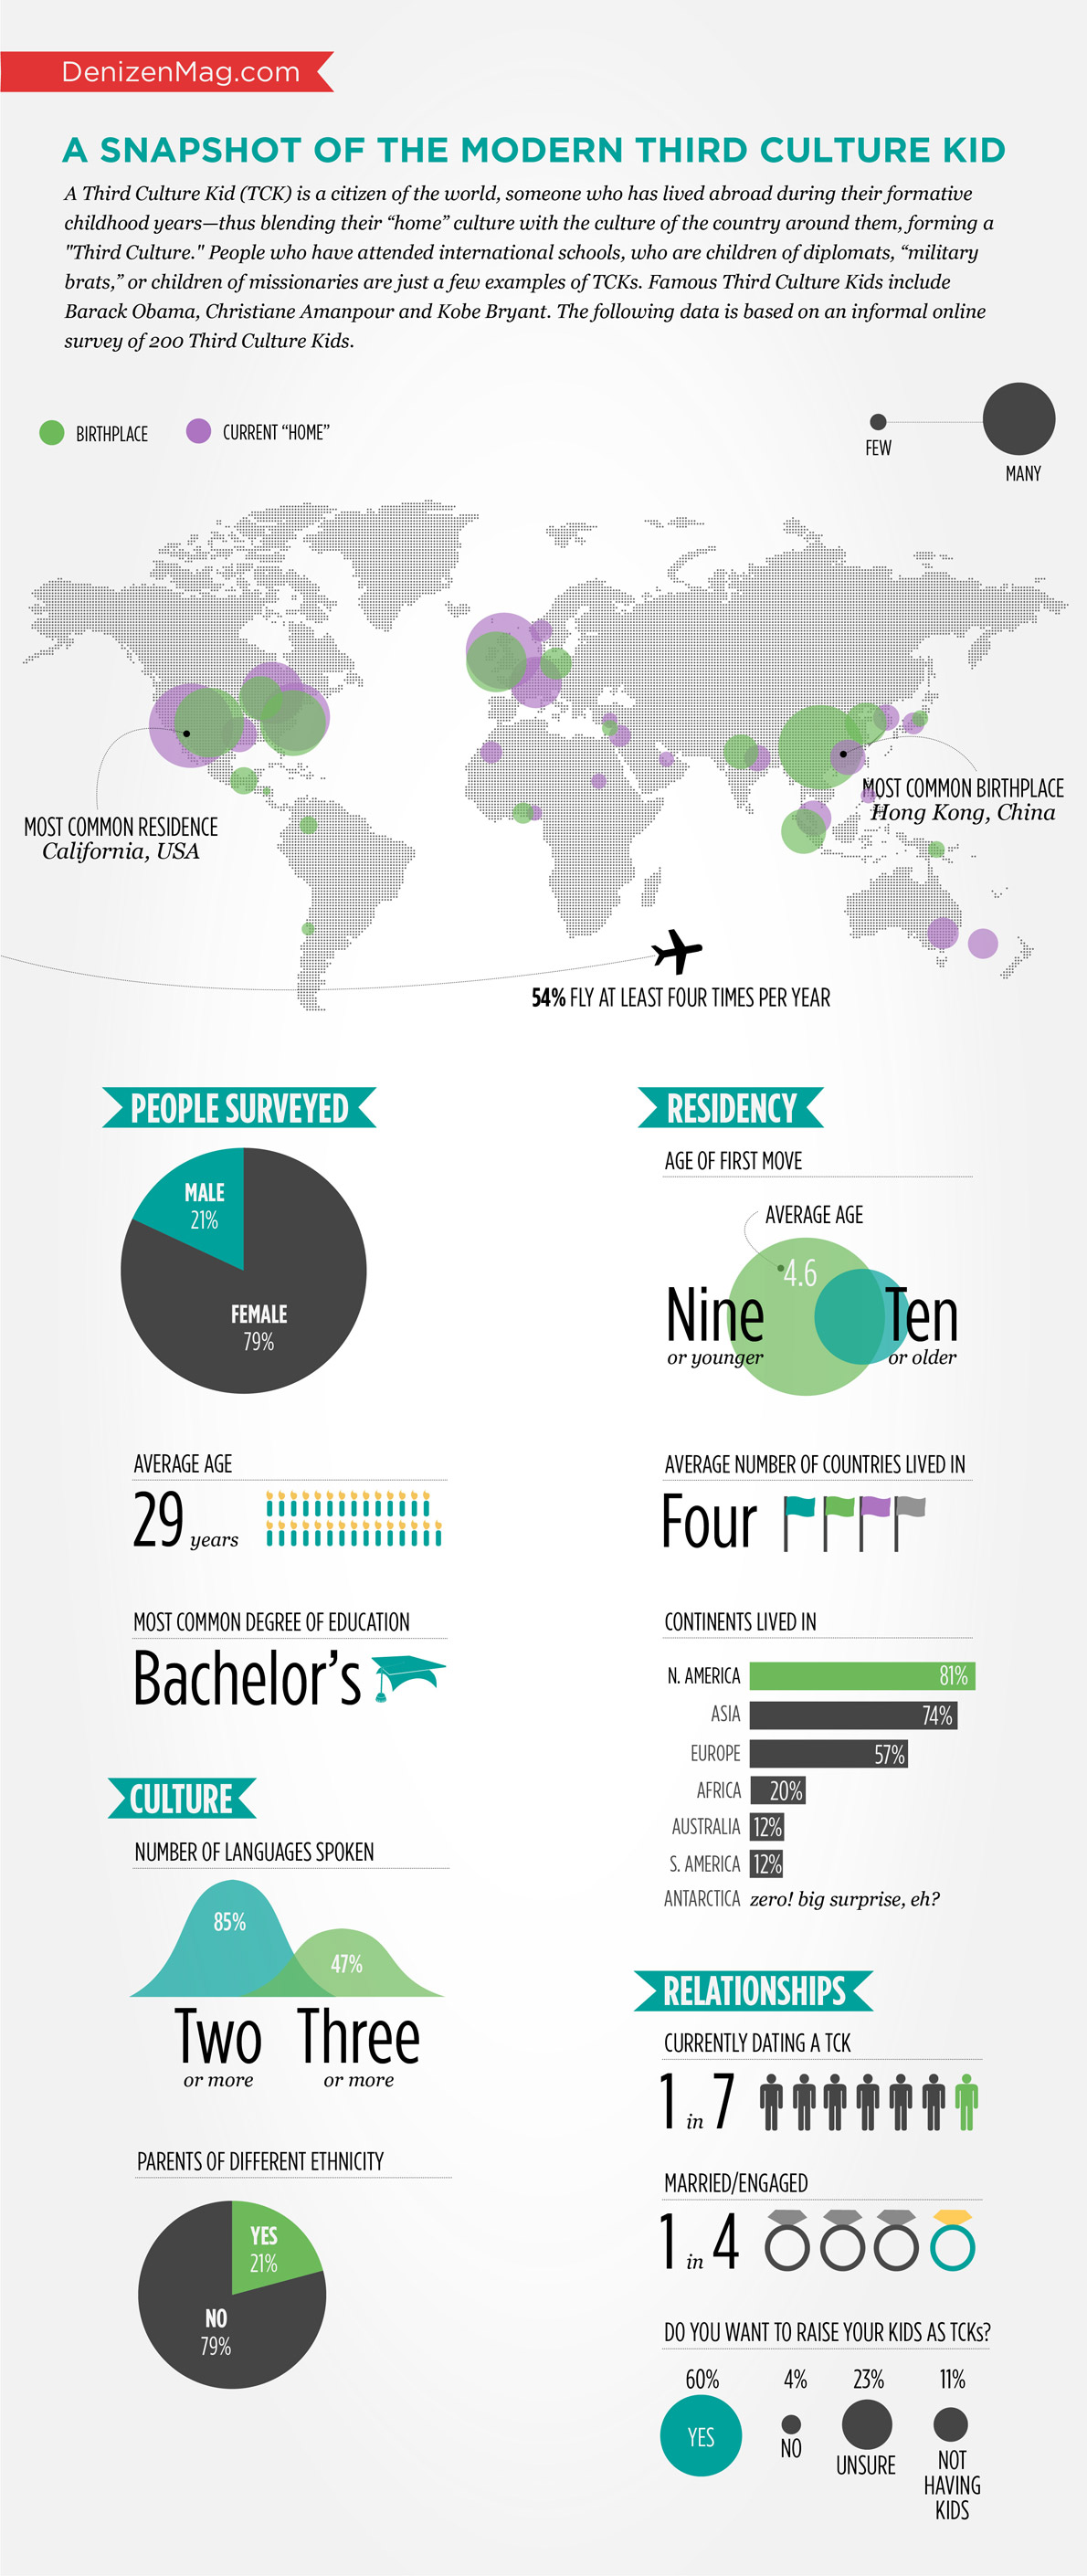 DenizenMag.com
A SNAPSHOT OF THE MODERN THIRD CULTURE KID
A Third Culture Kid (TCK) is a citizen of the world, someone who has lived abroad during their formative
childhood years—thus blending their “home” culture with the culture of the country around them, forming a
"Third Culture." People who have attended international schools, who are children of diplomats, “military
brats,” or children of missionaries are just a few examples of TCKs. Famous Third Culture Kids include
Barack Obama, Christiane Amanpour and Kobe Bryant. The following data is based on an informal online
survey of 200 Third Culture Kids.
BIRTHPLACE
CURRENT “HOME”
FEW
MANY
MOST COMMON RESIDENCE
California, USA
MOST COMMON BIRTHPLACE
Hong Kong, China
54% FLY AT LEAST FOUR TIMES PER YEAR
PEOPLE SURVEYED
MALE
21%
FEMALE
79%
AVERAGE AGE
29 years
MOST COMMON DEGREE OF EDUCATION
Bachelor’s
CULTURE
NUMBER OF LANGUAGES SPOKEN
85%
47%
Two
or more
Three
or more
PARENTS OF DIFFERENT ETHNICITY
YES
21%
NO
79%
RESIDENCY
AGE OF FIRST MOVE
AVERAGE AGE
4.6
Nine
or younger
Ten
or older
AVERAGE NUMBER OF COUNTRIES LIVED IN
Four
CONTINENTS LIVED IN
N. AMERICA 81%
ASIA 74%
EUROPE 57%
AFRICA 20%
AUSTRALIA 12%
S. AMERICA 12%
ANTARCTICA zero! big surprise, eh?
RELATIONSHIPS
CURRENTLY DATING A TCK
1 in 7
MARRIED/ENGAGED
1 in 4
DO YOU WANT TO RAISE YOUR KIDS AS TCKs?
60%
YES
4%
NO
23%
UNSURE
11%
NOT
HAVING
KIDS